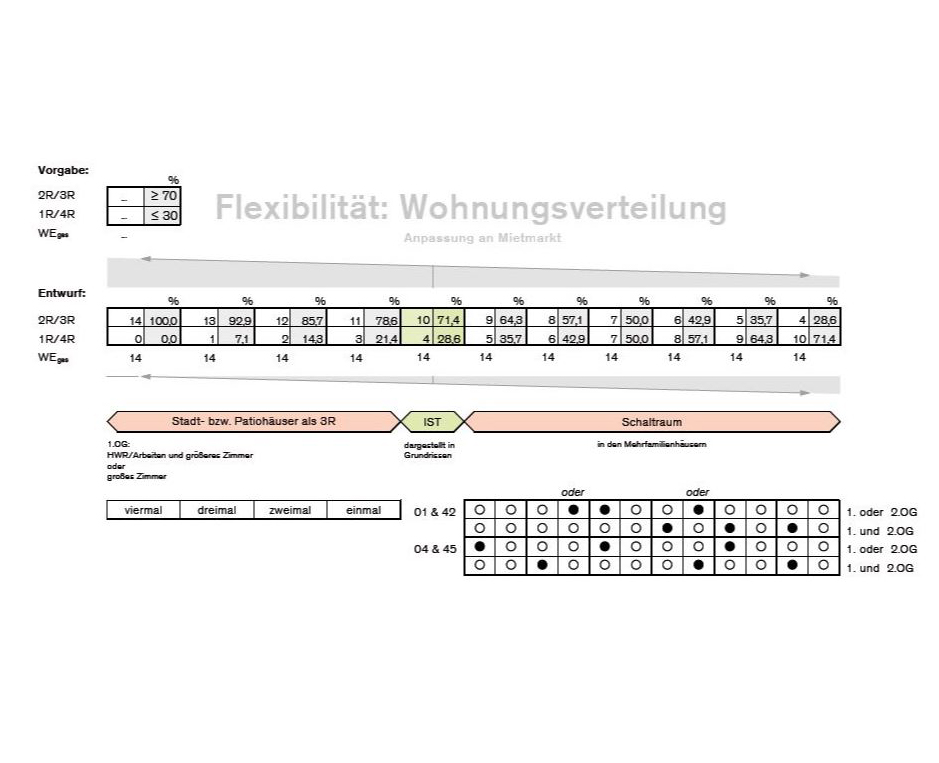 Vorgabe:
%
2R/3R – ≥ 70
1R/4R – ≤ 30
WEges –
Flexibilität: Wohnungsverteilung
Anpassung an Mietmarkt
Entwurf:
% % % % % % % % % % %
2R/3R 14 100,0 13 92,9 12 85,7 11 78,6 10 71,4 9 64,3 8 57,1 7 50,0 6 42,9 5 35,7 4 28,6
1R/4R 0 0,0 1 7,1 2 14,3 3 21,4 4 28,6 5 35,7 6 42,9 7 50,0 8 57,1 9 64,3 10 71,4
WEges 14 14 14 14 14 14 14 14 14 14 14
Stadt- bzw. Patiohäuser als 3R IST Schaltraum
1.OG:
HWR/Arbeiten und größeres Zimmer
oder
großes Zimmer
dargestellt in
Grundrissen
in den Mehrfamilienhäusern
oder oder
viermal dreimal zweimal einmal
01 & 42 1. oder 2.OG
1. und 2.OG
04 & 45 1. oder 2.OG
1. und 2.OG